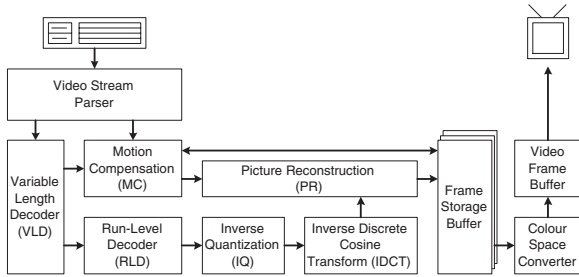 Video Stream
Parser
Variable
Length
Decoder
(VLD)
Motion
Compensation
(MC)
Picture Reconstruction
(PR)
Run-Level
Decoder
(RLD)
Inverse
Quantization
(IQ)
Inverse Discrete
Cosine
Transform (IDCT)
Frame
Storage
Buffer
Video
Frame
Buffer
Colour
Space
Converter